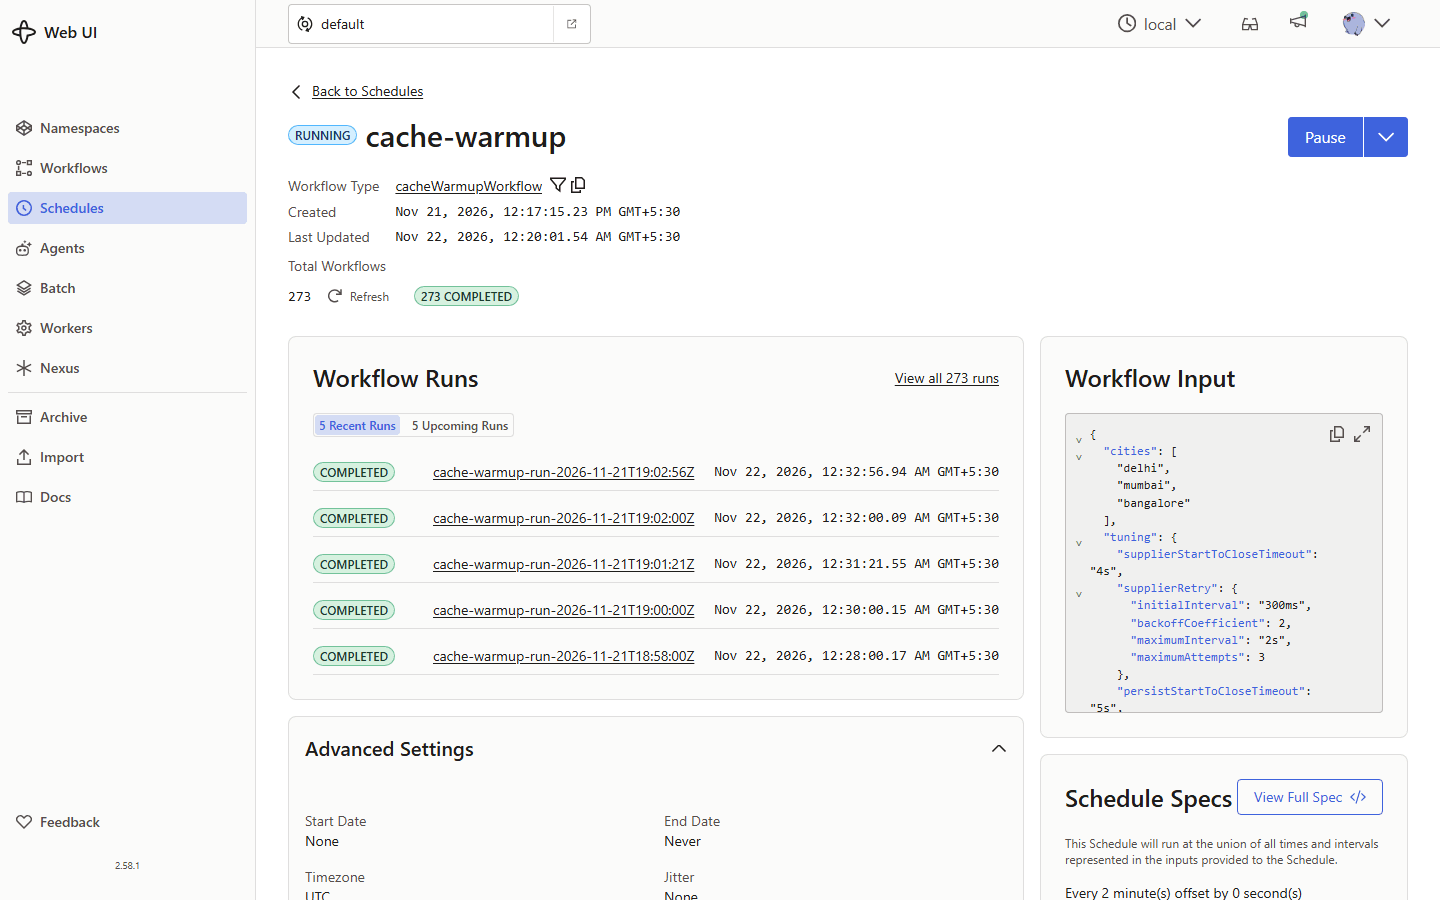 Web UI
default
local
Namespaces
Workflows
Schedules
Agents
Batch
Workers
Nexus
Archive
Import
Docs
Feedback
2.58.1
Back to Schedules
RUNNING cache-warmup
Pause
Workflow Type cacheWarmupWorkflow
Created Nov 21, 2026, 12:17:15.23 PM GMT+5:30
Last Updated Nov 22, 2026, 12:20:01.54 AM GMT+5:30
Total Workflows
273 Refresh 273 COMPLETED
Workflow Runs
View all 273 runs
5 Recent Runs 5 Upcoming Runs
COMPLETED cache-warmup-run-2026-11-21T19:02:56Z Nov 22, 2026, 12:32:56.94 AM GMT+5:30
COMPLETED cache-warmup-run-2026-11-21T19:02:00Z Nov 22, 2026, 12:32:00.09 AM GMT+5:30
COMPLETED cache-warmup-run-2026-11-21T19:01:21Z Nov 22, 2026, 12:31:21.55 AM GMT+5:30
COMPLETED cache-warmup-run-2026-11-21T19:00:00Z Nov 22, 2026, 12:30:00.15 AM GMT+5:30
COMPLETED cache-warmup-run-2026-11-21T18:58:00Z Nov 22, 2026, 12:28:00.17 AM GMT+5:30
Advanced Settings
Start Date
None
End Date
Never
Timezone
UTC
Jitter
None
Workflow Input
{
"cities": [
"delhi",
"mumbai",
"bangalore"
],
"tuning": {
"supplierStartToCloseTimeout":
"4s",
"supplierRetry": {
"initialInterval": "300ms",
"backoffCoefficient": 2,
"maximumInterval": "2s",
"maximumAttempts": 3
},
"persistStartToCloseTimeout":
"5s",
Schedule Specs
View Full Spec </>
This Schedule will run at the union of all times and intervals
represented in the inputs provided to the Schedule.
Every 2 minute(s) offset by 0 second(s)